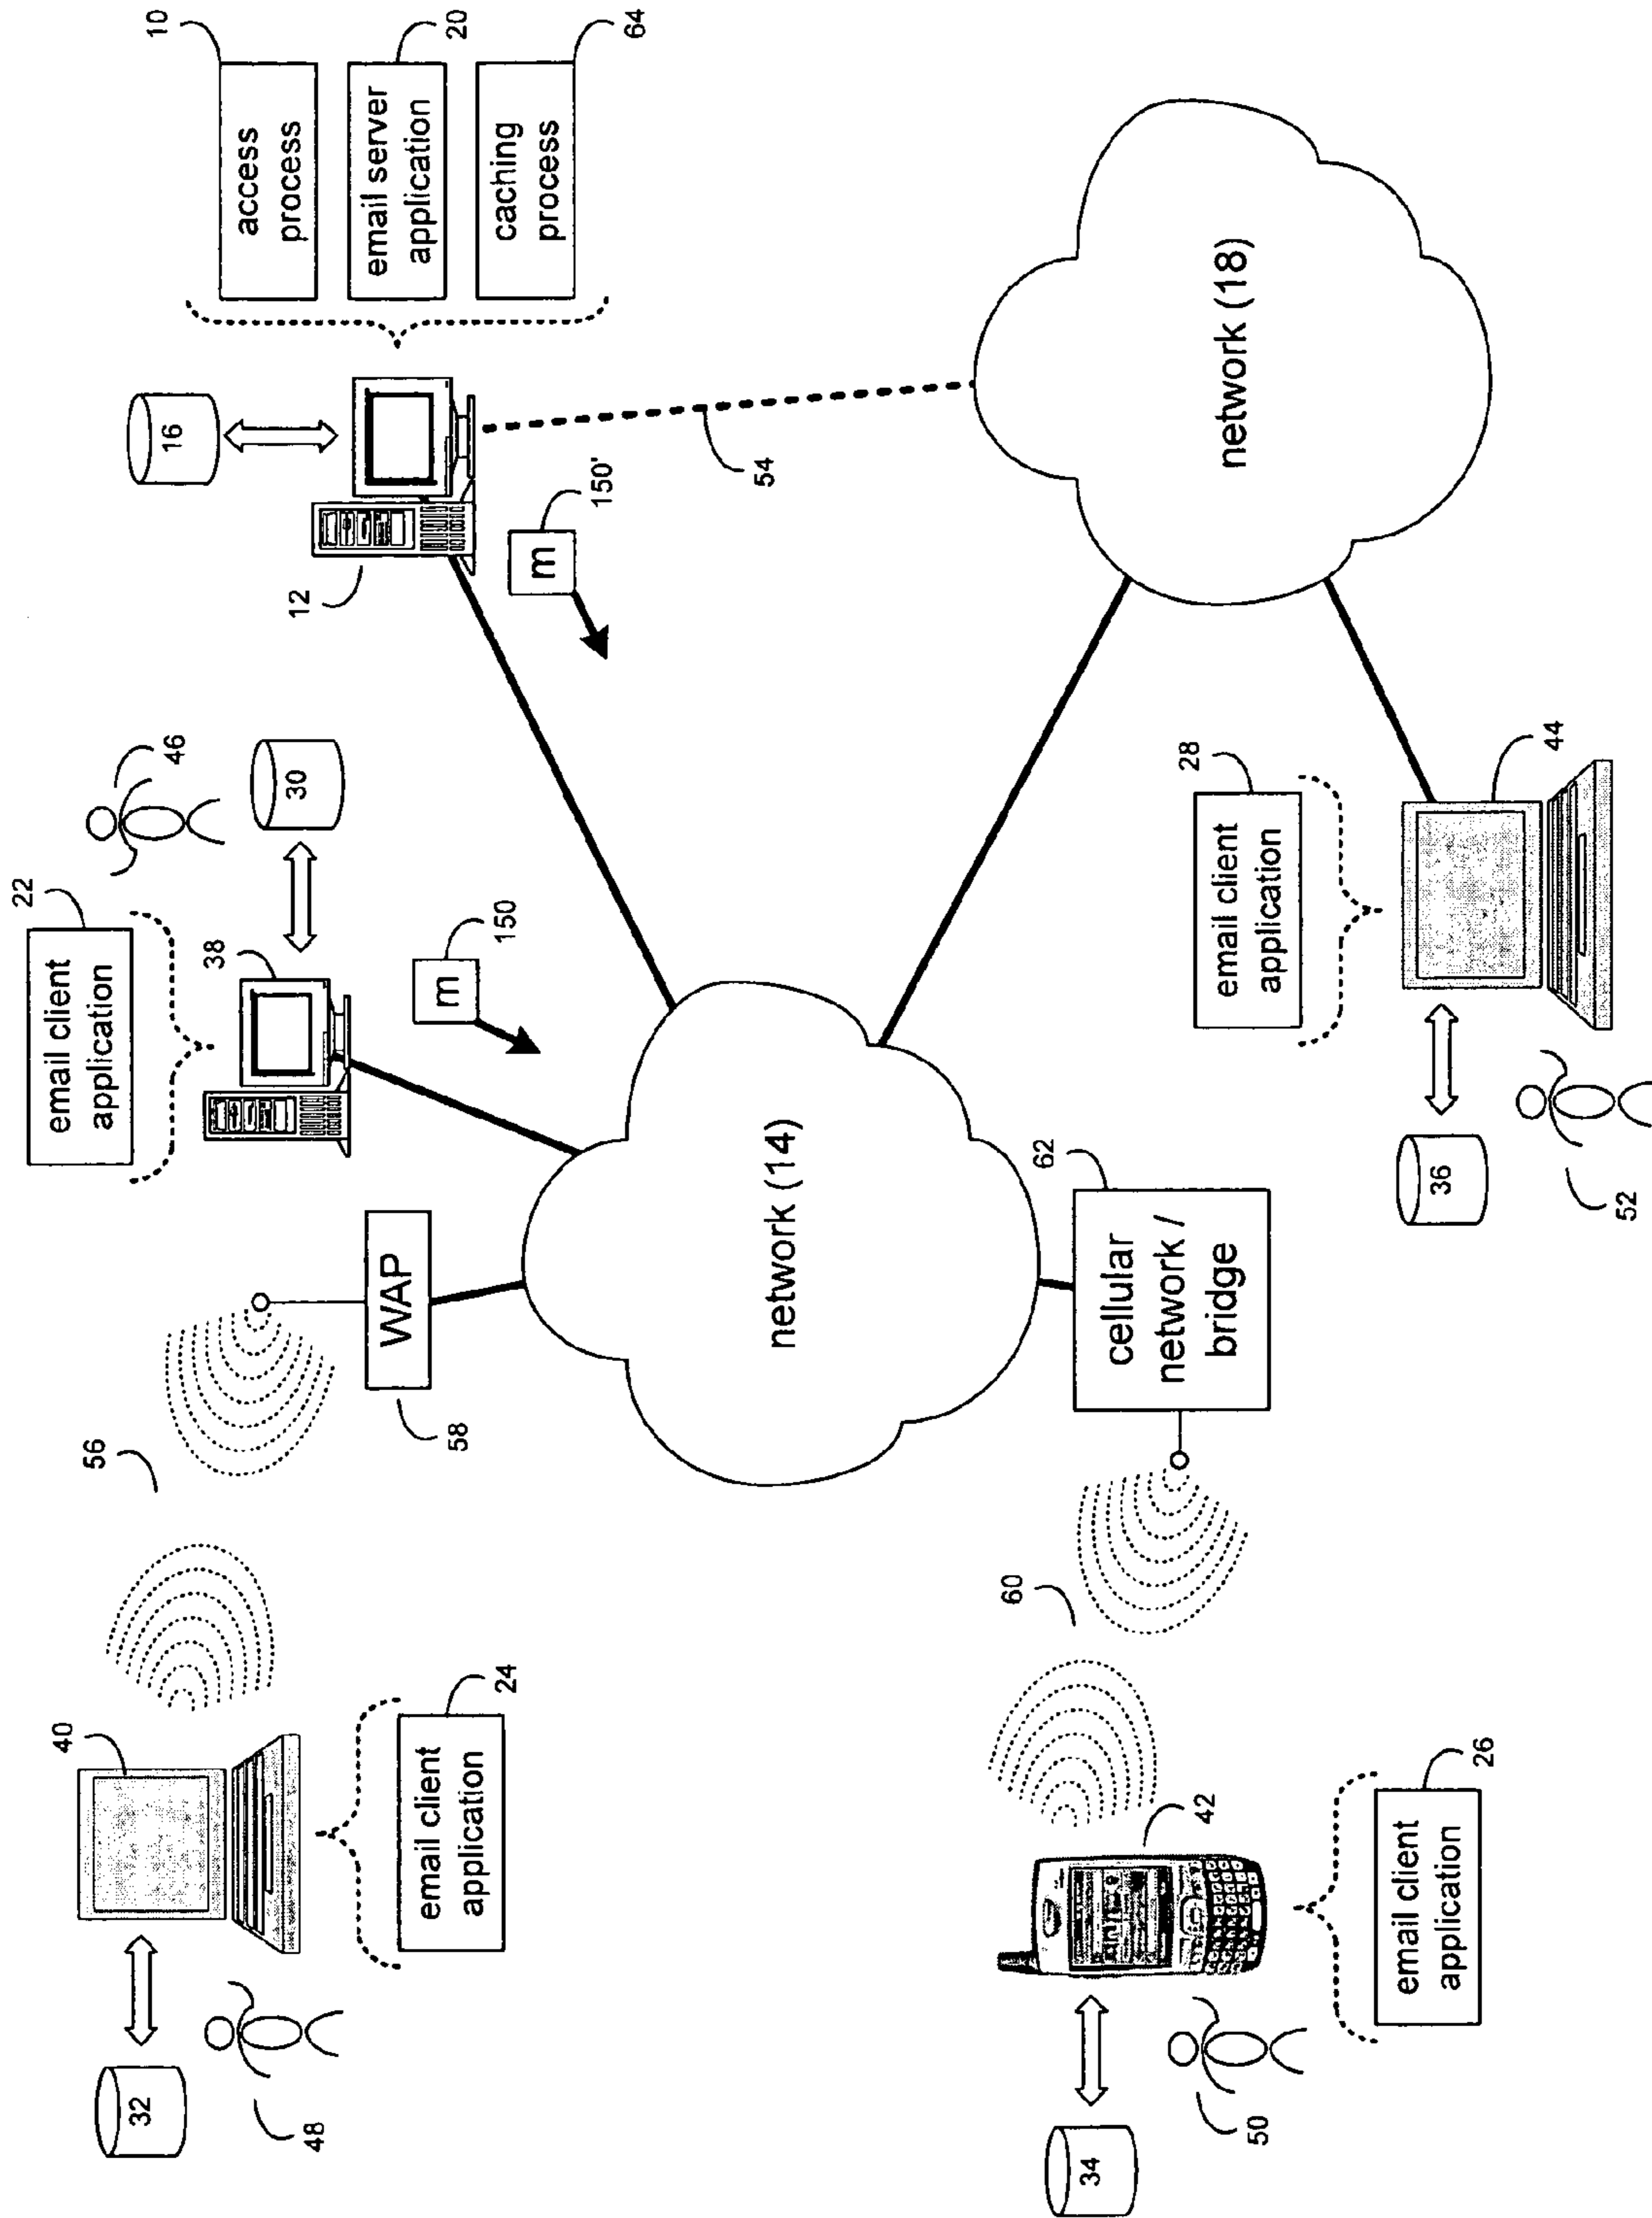 32
48
40
email client
application
24
56
58
WAP
email client
application
22
38
46
30
m
150
16
12
m
150'
54
access
process
10
email server
application
20
caching
process
64
network (14)
network (18)
34
50
42
email client
application
26
60
cellular
network /
bridge
62
36
52
email client
application
28
44